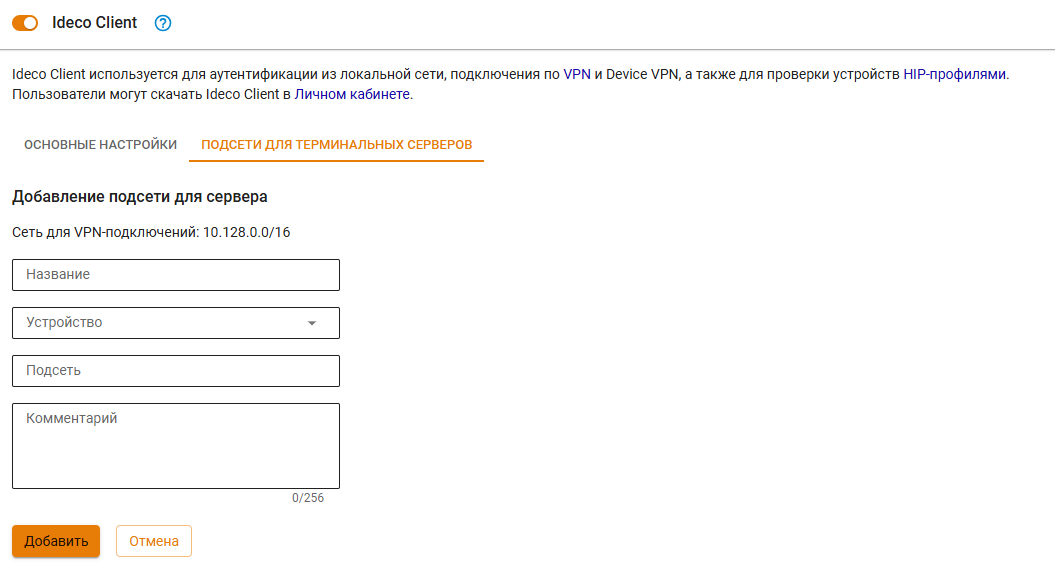 Ideco Client ?
Ideco Client используется для аутентификации из локальной сети, подключения по VPN и Device VPN, а также для проверки устройств HIP-профилями.
Пользователи могут скачать Ideco Client в Личном кабинете.
ОСНОВНЫЕ НАСТРОЙКИ ПОДСЕТИ ДЛЯ ТЕРМИНАЛЬНЫХ СЕРВЕРОВ
Добавление подсети для сервера
Сеть для VPN-подключений: 10.128.0.0/16
Название
Устройство
Подсеть
Комментарий
0/256
Добавить Отмена